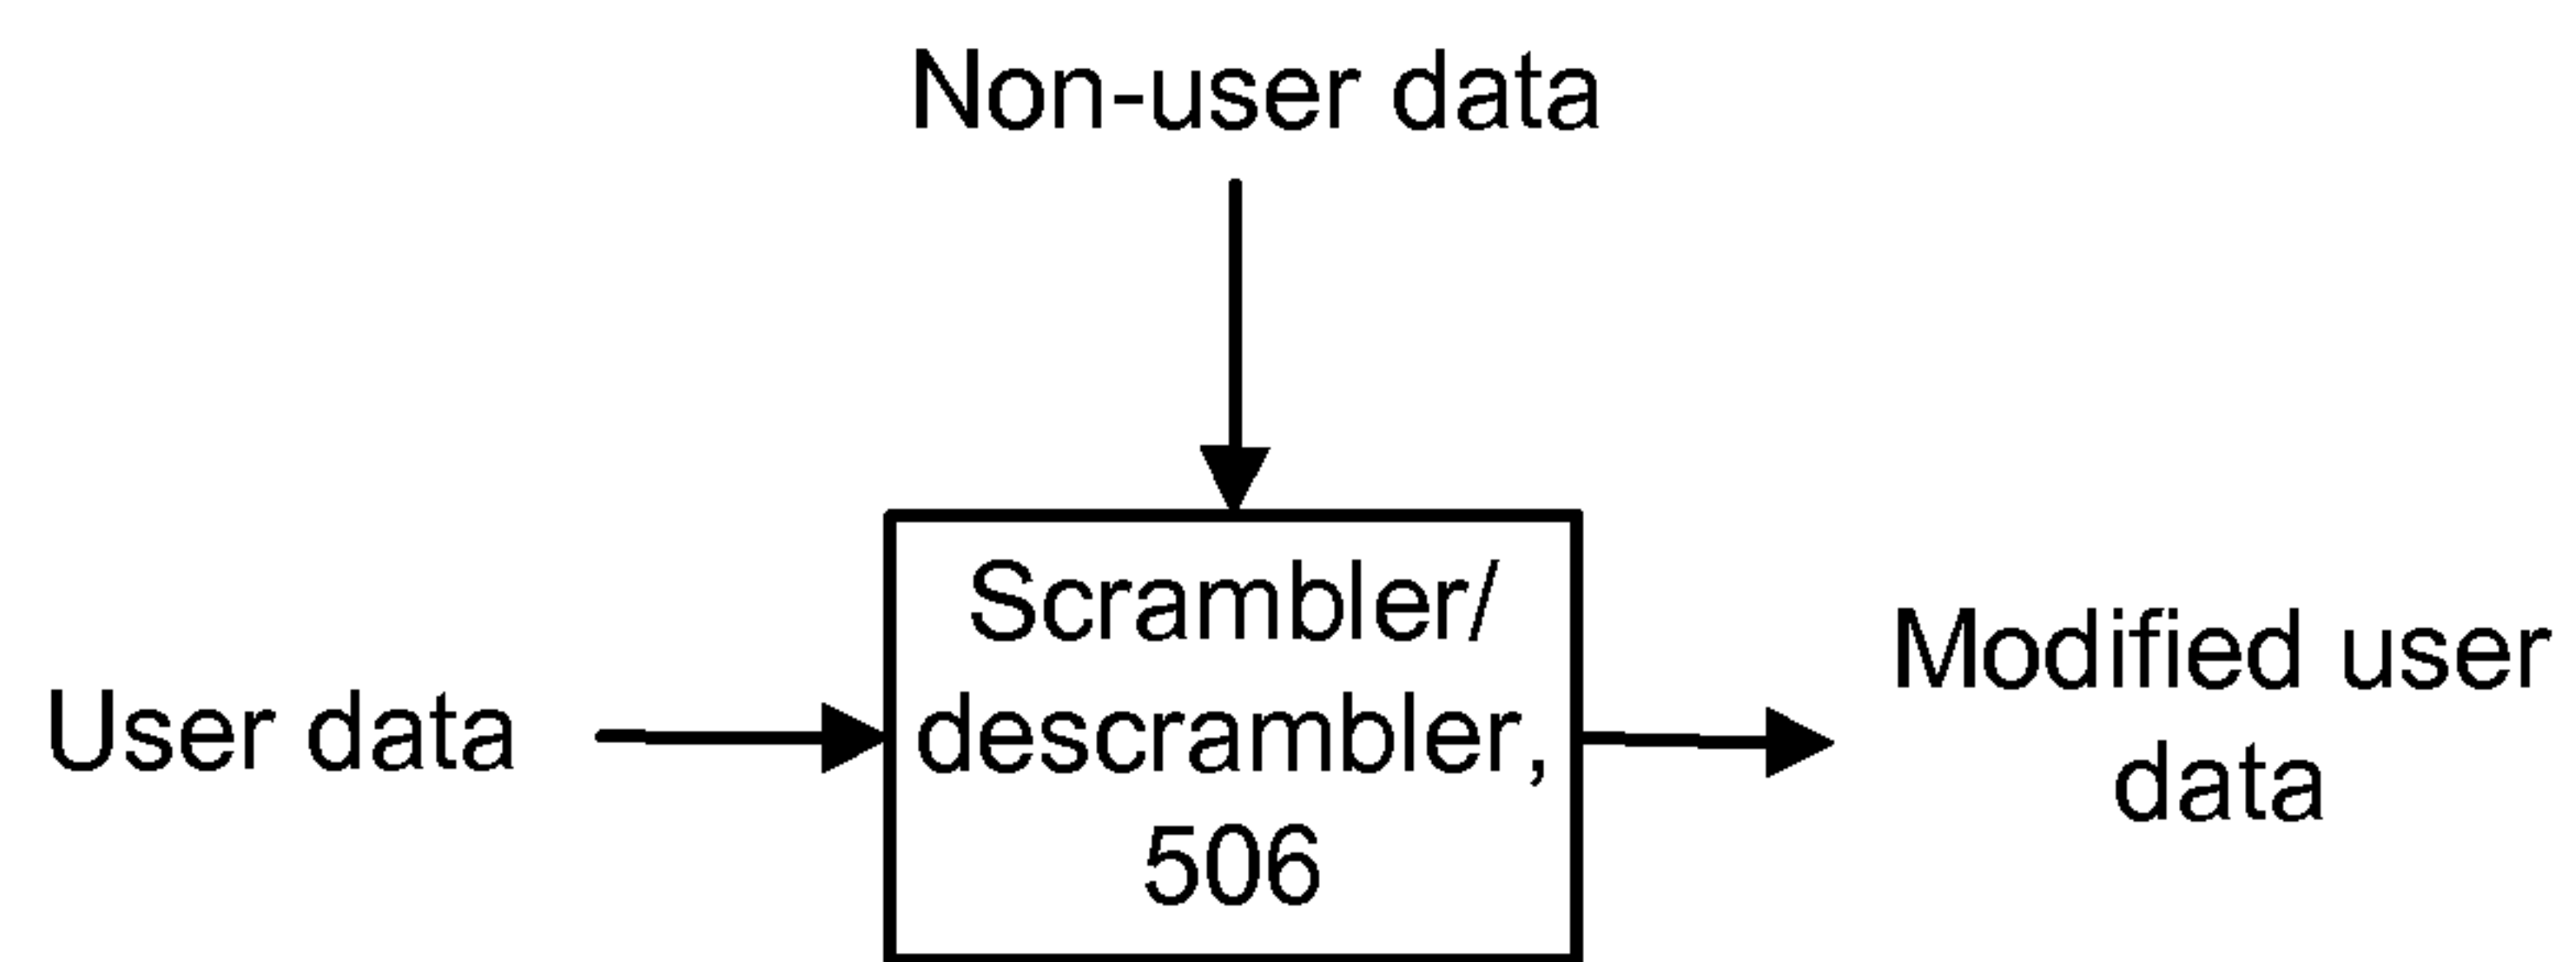 Non-user data
User data
Scrambler/
descrambler,
506
Modified user
data